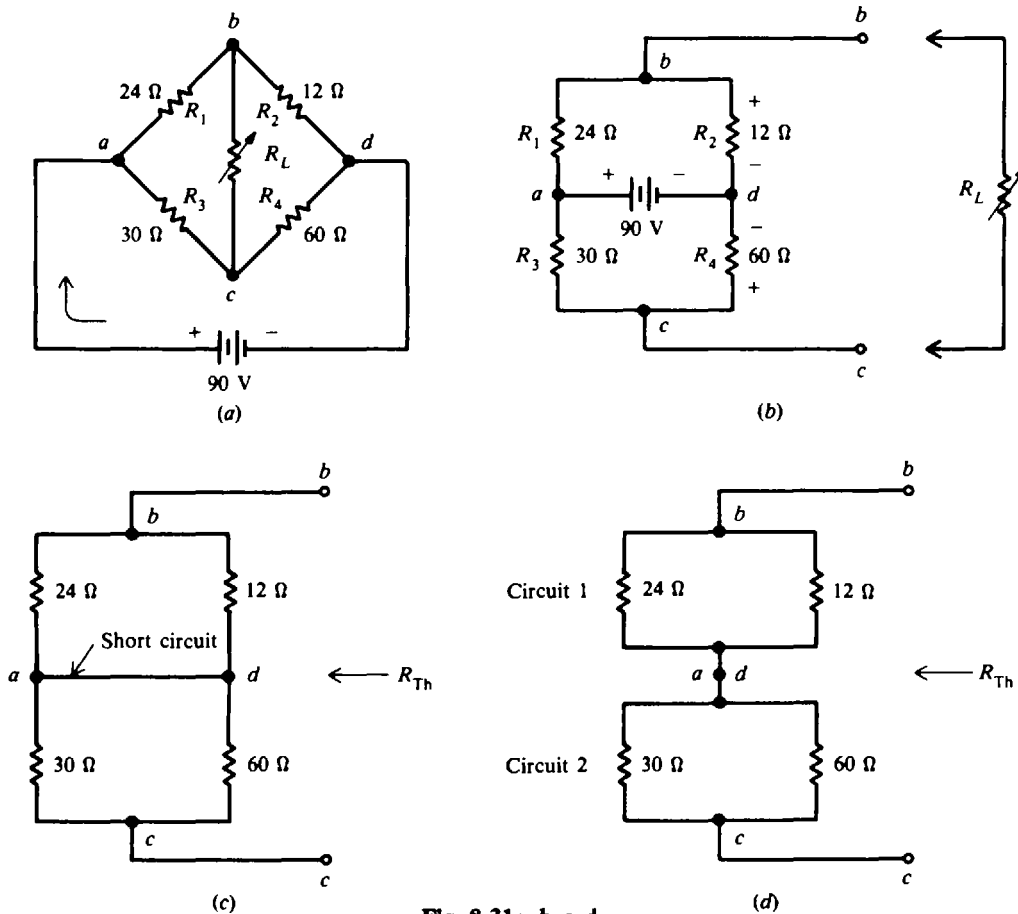 b
24 Ω
12 Ω
R1
R2
a
d
RL
R3
R4
30 Ω
60 Ω
c
+ −
90 V
(a)
b
b
+
R1 24 Ω R2 12 Ω
−
a + − d
RL
90 V −
R3 30 Ω R4 60 Ω
+
c
c
(b)
b
b
24 Ω 12 Ω
Short circuit
a d RTh
30 Ω 60 Ω
c
c
(c)
b
b
Circuit 1 24 Ω 12 Ω
a d RTh
Circuit 2 30 Ω 60 Ω
c
c
(d)